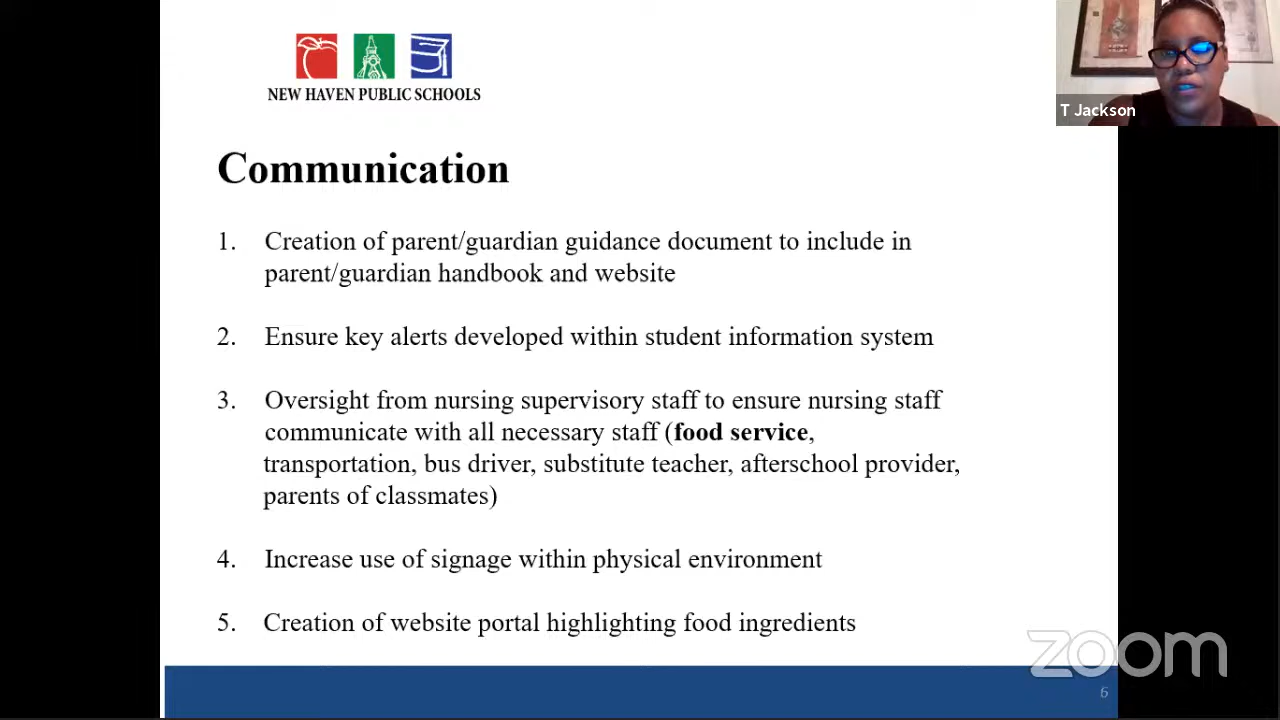 NEW HAVEN PUBLIC SCHOOLS
T Jackson
Communication
1. Creation of parent/guardian guidance document to include in
parent/guardian handbook and website
2. Ensure key alerts developed within student information system
3. Oversight from nursing supervisory staff to ensure nursing staff
communicate with all necessary staff (food service,
transportation, bus driver, substitute teacher, afterschool provider,
parents of classmates)
4. Increase use of signage within physical environment
5. Creation of website portal highlighting food ingredients
zoom
6